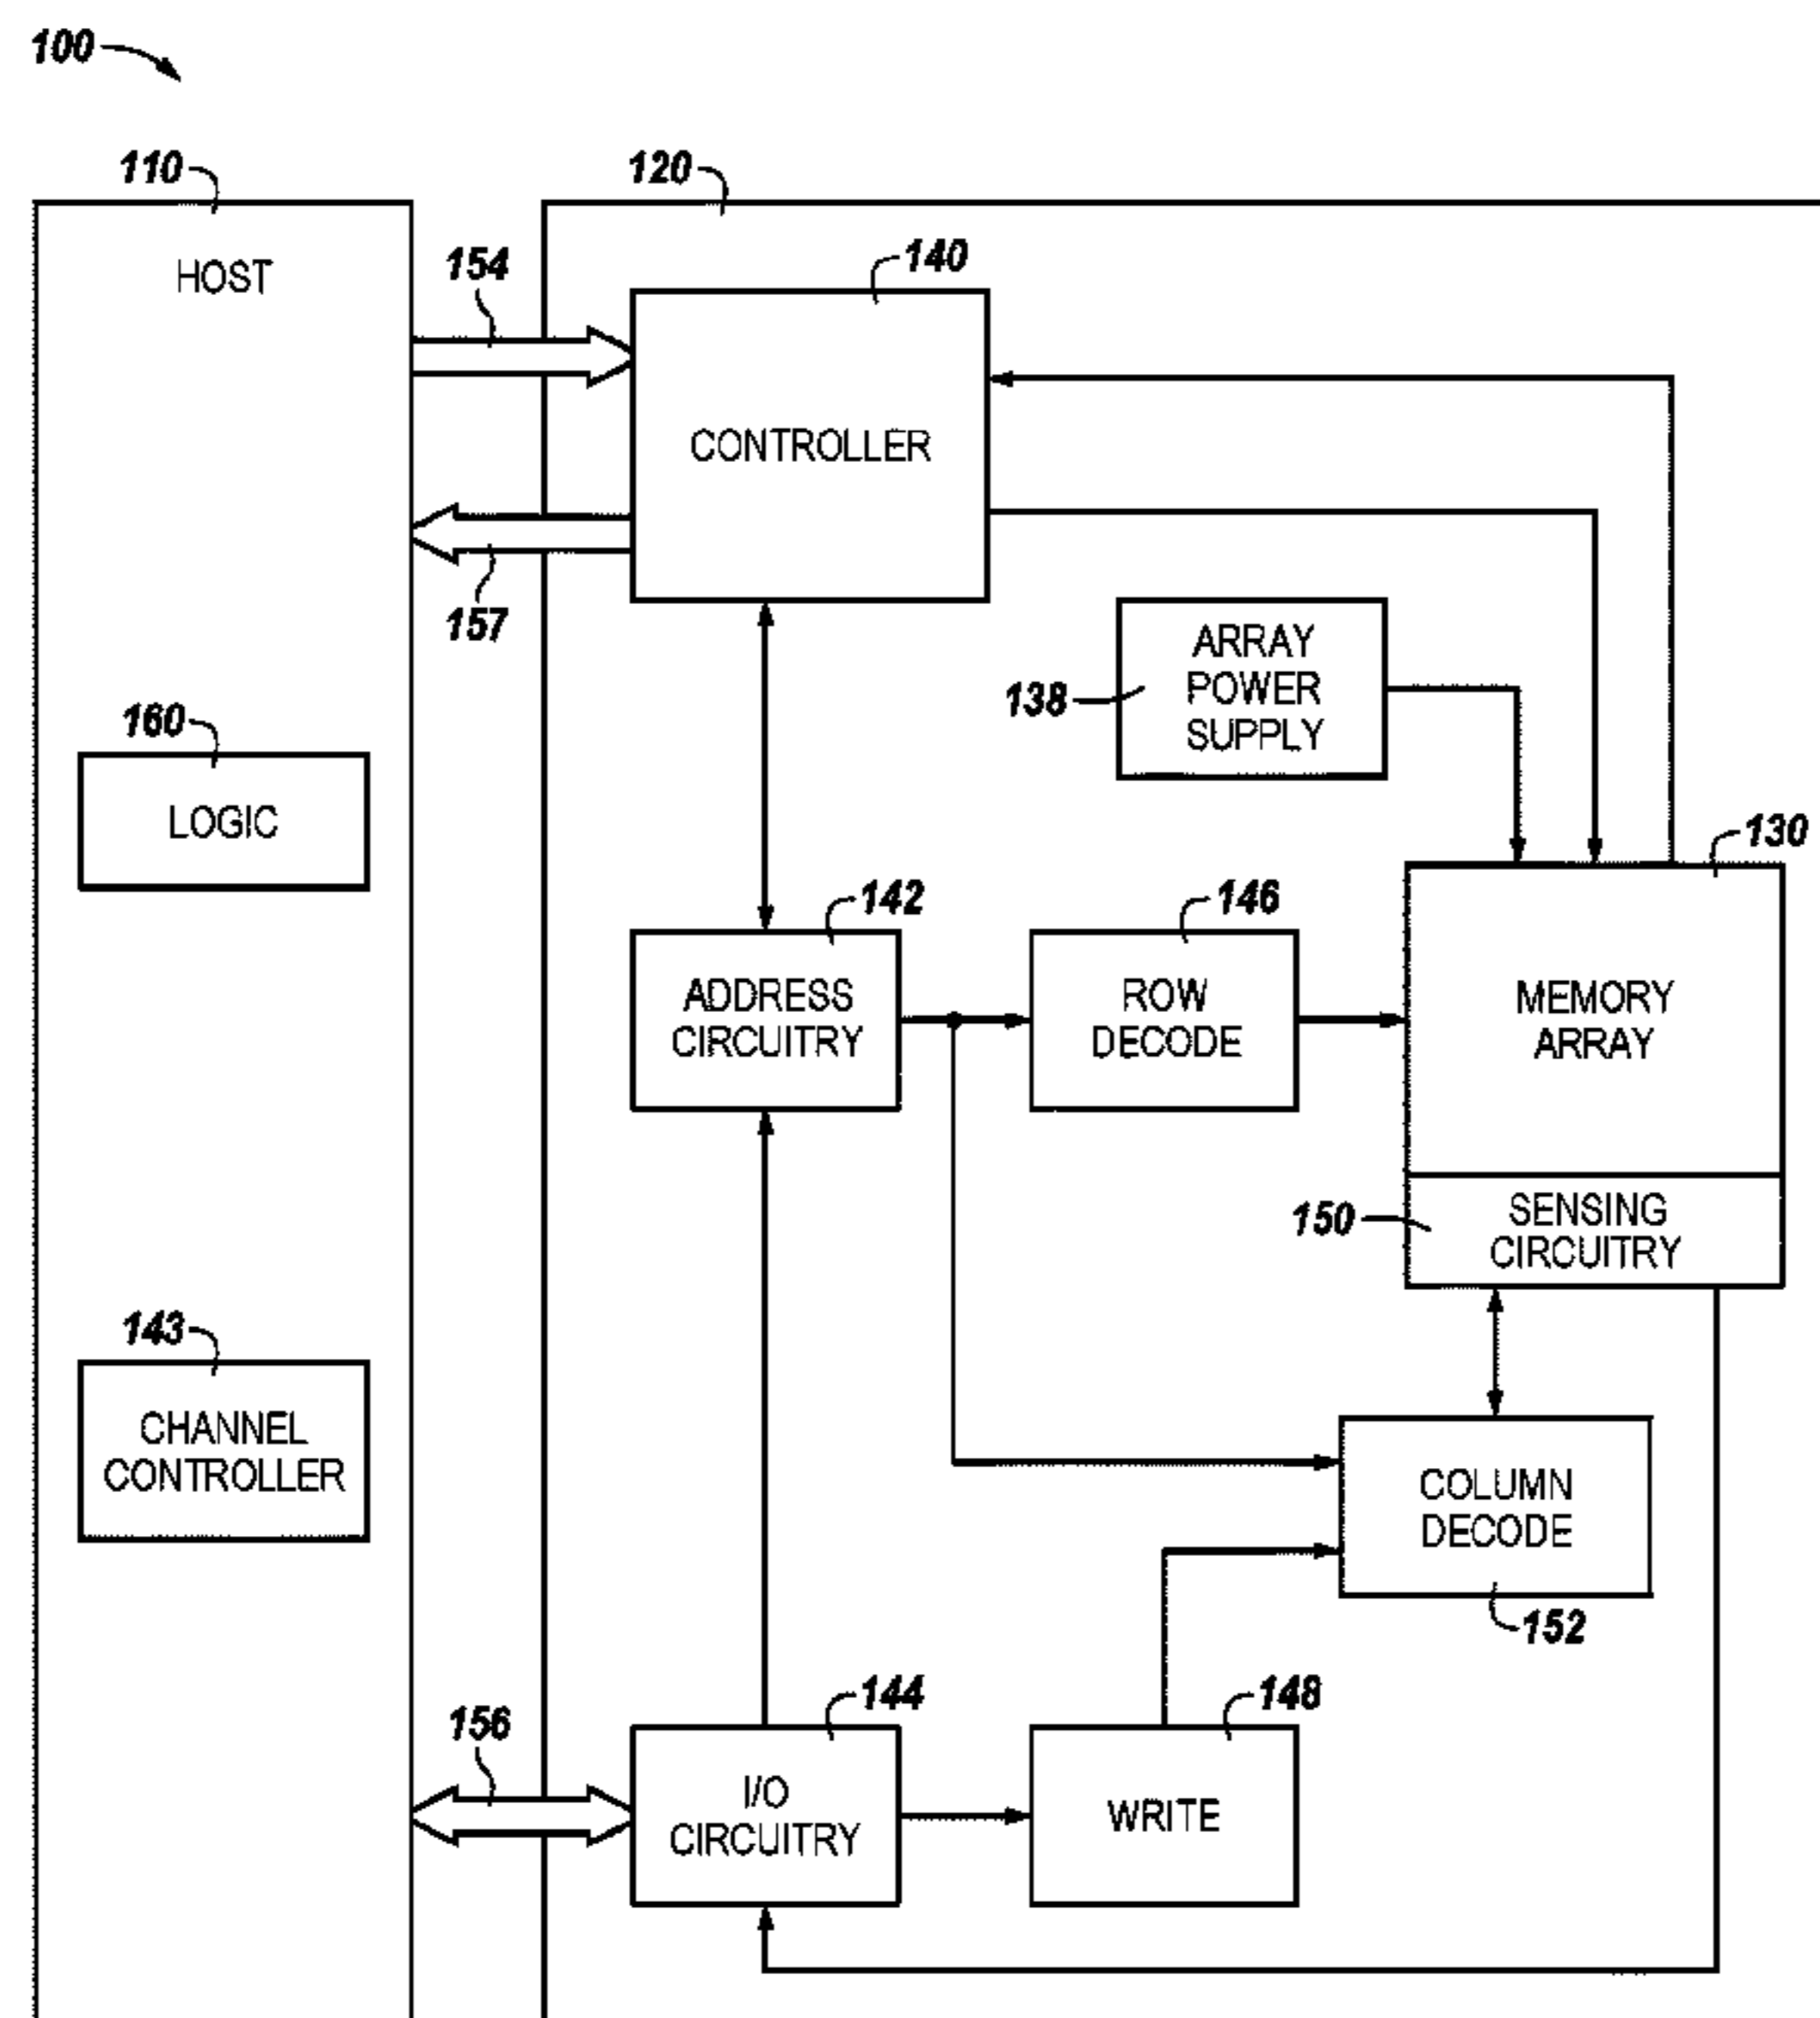 100
110
120
HOST
154
140
CONTROLLER
157
ARRAY
POWER
SUPPLY
138
160
LOGIC
130
142
146
ADDRESS
CIRCUITRY
ROW
DECODE
MEMORY
ARRAY
150
SENSING
CIRCUITRY
143
CHANNEL
CONTROLLER
COLUMN
DECODE
152
156
144
148
I/O
CIRCUITRY
WRITE